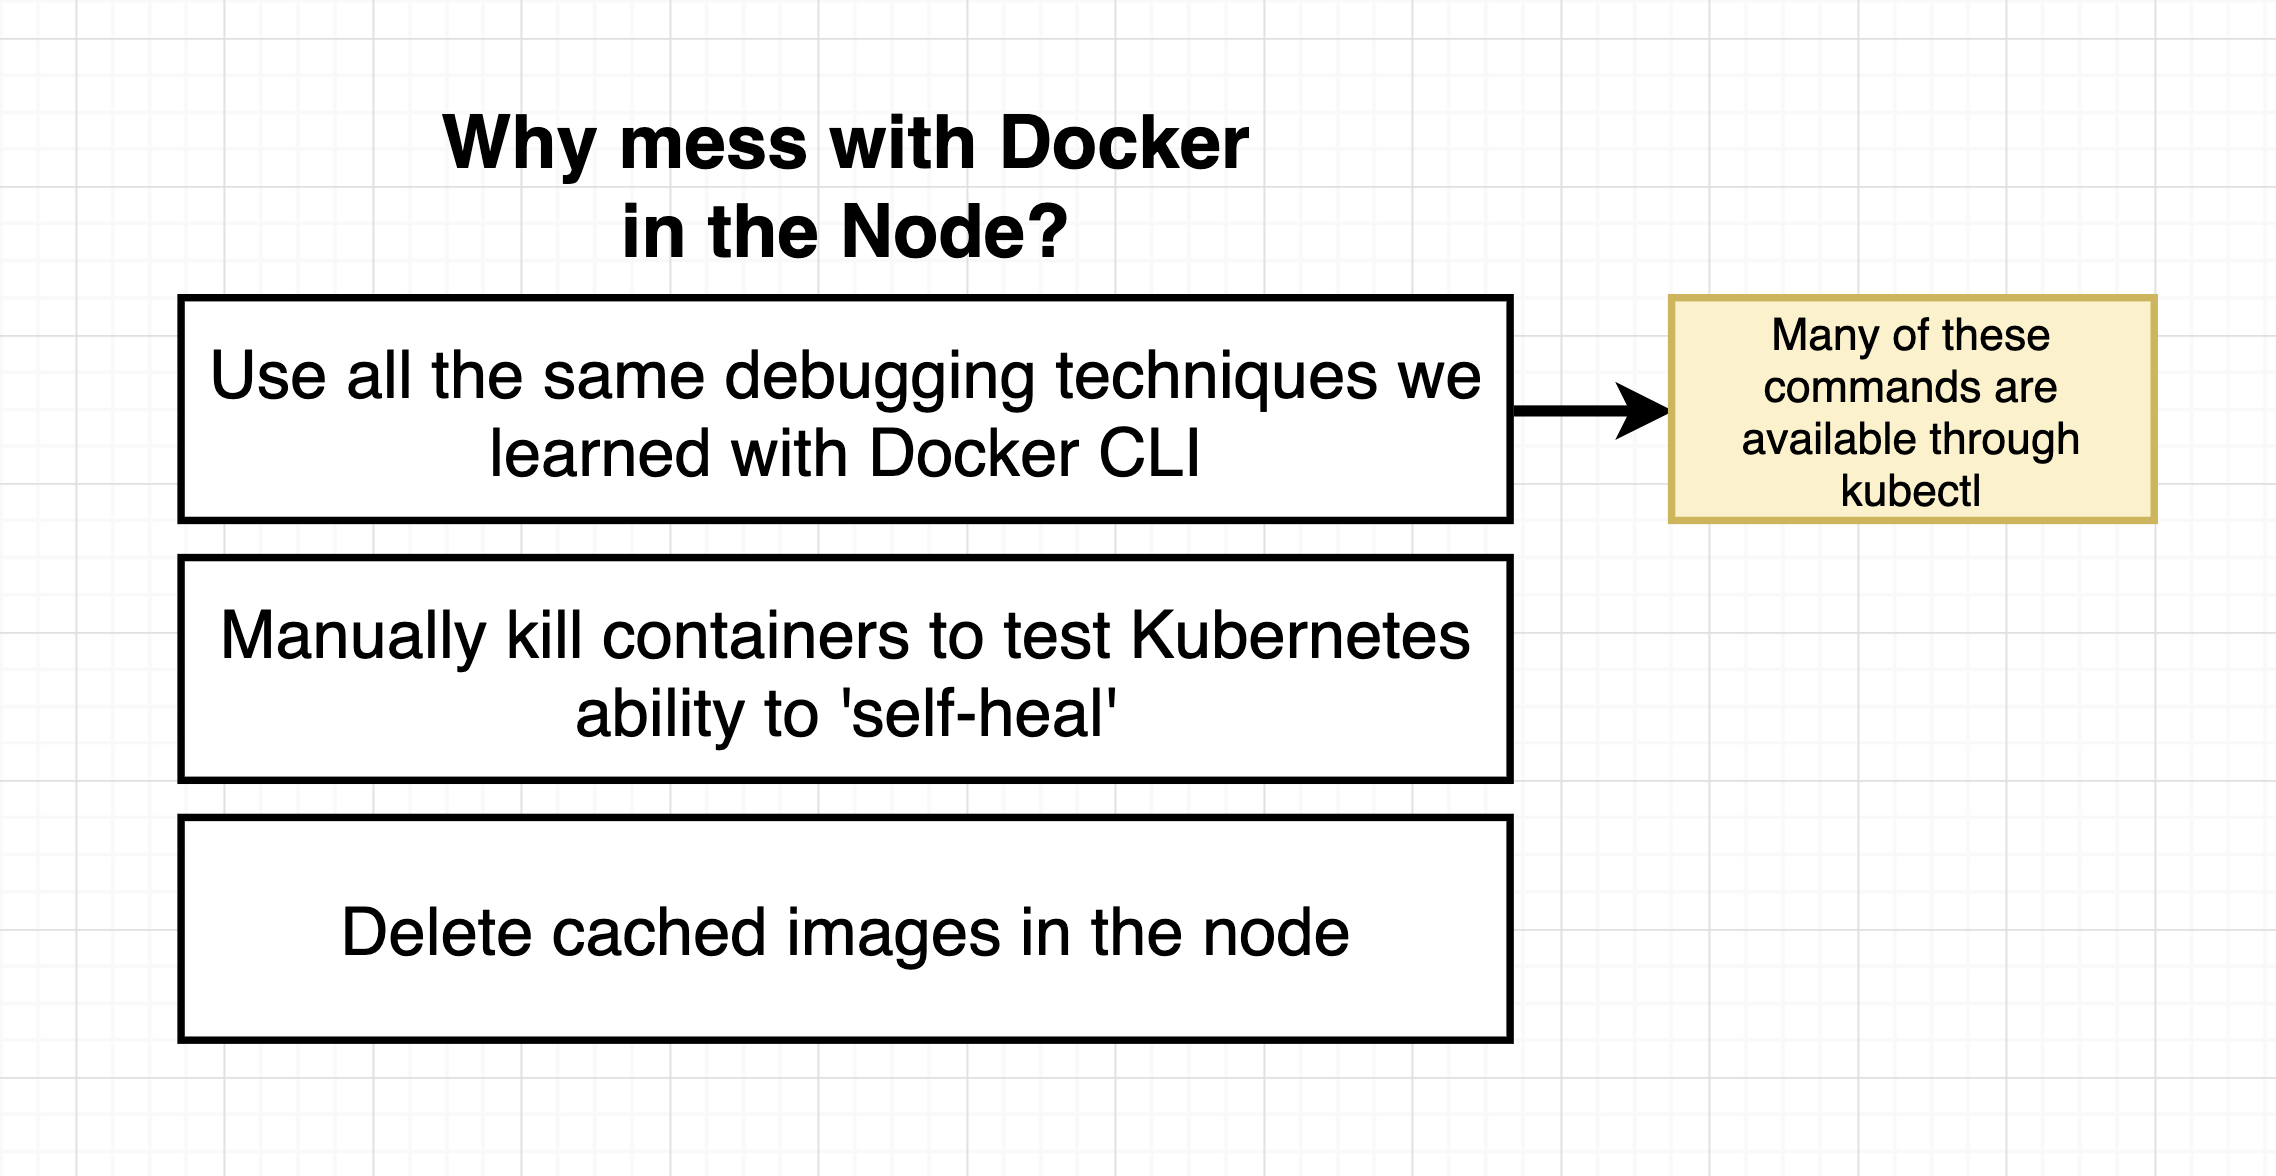 Why mess with Docker
in the Node?
Use all the same debugging techniques we
learned with Docker CLI
Many of these
commands are
available through
kubectl
Manually kill containers to test Kubernetes
ability to 'self-heal'
Delete cached images in the node